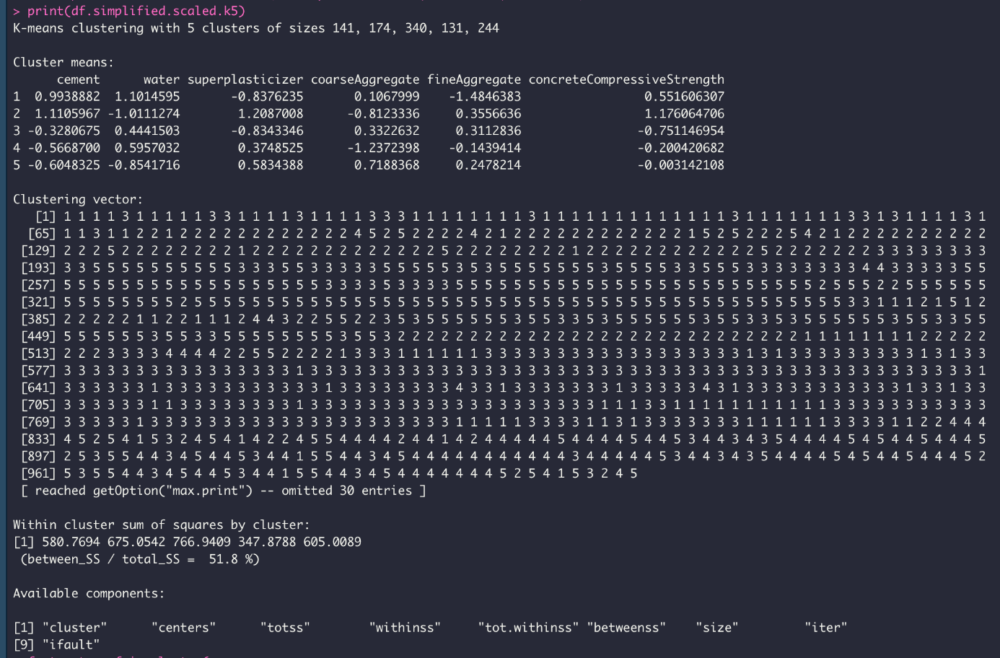 > print(df.simplified.scaled.k5)
K-means clustering with 5 clusters of sizes 141, 174, 340, 131, 244
Cluster means:
cement water superplasticizer coarseAggregate fineAggregate concreteCompressiveStrength
1 0.9938882 1.1014595 -0.8376235 0.1067999 -1.4846383 0.551606307
2 1.1105967 -1.0111274 1.2087008 -0.8123336 0.3556636 1.176064706
3 -0.3280675 0.4441503 -0.8343346 0.3322632 0.3112836 -0.751146954
4 -0.5668700 0.5957032 0.3748525 -1.2372398 -0.1439414 -0.200420682
5 -0.6048325 -0.8541716 0.5834388 0.7188368 0.2478214 -0.003142108
Clustering vector:
[1] 1 1 1 1 3 1 1 1 1 1 3 3 1 1 1 1 3 1 1 1 1 3 3 3 1 1 1 1 1 1 1 1 3 1 1 1 1 1 1 1 1 1 1 1 1 1 3 1 1 1 1 1 1 1 3 3 1 3 1 1 1 1 3 1
[65] 1 1 3 1 1 2 2 1 2 2 2 2 2 2 2 2 2 2 2 2 4 5 2 5 2 2 2 2 4 2 1 2 2 2 2 2 2 2 2 2 2 2 2 1 5 2 5 2 2 2 5 4 2 1 2 2 2 2 2 2 2 2 2 2
[129] 2 2 2 5 2 2 2 2 2 2 2 2 1 2 2 2 2 2 2 2 2 2 2 2 2 2 5 2 2 2 2 2 2 2 2 1 2 2 2 2 2 2 2 2 2 2 2 2 5 2 2 2 2 2 2 2 3 3 3 3 3 3 3 3
[193] 3 3 5 5 5 5 5 5 5 5 5 5 3 3 3 5 5 3 3 3 3 5 5 5 5 5 3 5 3 5 5 5 5 5 5 5 5 5 3 3 5 3 5 5 3 3 3 3 3 3 3 3 4 4 3 3 3 3 3 3 5 5
[257] 5 5 5 5 5 5 5 5 5 5 5 5 5 5 5 5 5 5 3 3 3 3 5 3 3 3 5 5 5 5 5 5 5 5 5 5 5 5 5 5 5 5 5 5 5 5 5 5 5 5 5 5 2 5 5 5 2 2 5 5 5 5 5 5
[321] 5 5 5 5 5 5 5 5 2 5 5 5 5 5 5 5 5 5 5 5 5 5 5 5 5 5 5 5 5 5 5 5 5 5 5 5 5 5 5 5 5 5 5 5 5 5 5 5 5 5 5 5 5 5 3 3 1 1 1 2 1 5 1 2
[385] 2 2 2 2 2 1 1 2 2 1 1 1 2 4 4 3 2 2 5 5 2 2 3 5 3 5 5 5 5 5 5 3 5 5 3 3 5 3 5 5 5 5 5 3 5 5 3 3 5 3 5 5 5 5 5 3 5 5 3 3 5 5
[449] 5 5 5 5 5 5 3 5 5 3 3 5 5 5 5 5 5 5 5 3 5 5 3 2 2 2 2 2 2 2 2 2 2 2 2 2 2 2 2 2 2 2 2 2 2 2 2 2 2 2 2 1 1 1 1 1 1 1 1 2 2 2 2 2
[513] 2 2 2 3 3 3 3 4 4 4 4 2 2 5 5 2 2 2 2 1 3 3 3 1 1 1 1 1 1 3 3 3 3 3 3 3 3 3 3 3 3 3 3 3 3 3 3 1 3 1 3 3 3 3 3 3 3 3 3 1 3 1 3 3
[577] 3 3 3 3 3 3 3 3 3 3 3 3 3 3 3 3 1 3 3 3 3 3 3 3 3 3 3 3 3 3 3 3 3 3 3 3 3 3 3 3 3 3 3 3 3 3 3 3 3 3 3 3 3 3 3 3 3 3 3 3 3 3 3 1
[641] 3 3 3 3 3 3 1 3 3 3 3 3 3 3 3 3 3 3 1 3 3 3 3 3 3 3 3 4 3 3 1 3 3 3 3 3 3 3 1 3 3 3 3 3 4 3 1 3 3 3 3 3 3 3 3 3 3 3 1 3 3 1 3 3
[705] 3 3 3 3 3 3 1 1 3 3 3 3 3 3 3 3 1 3 3 3 3 3 3 3 3 3 3 3 3 3 3 3 3 3 3 3 3 1 1 1 3 3 1 1 1 1 1 1 1 1 1 1 1 3 3 3 3 3 3 3 3 3 3 3
[769] 3 3 3 3 3 1 3 3 3 3 3 3 3 3 3 3 3 3 3 3 3 3 3 3 3 3 3 1 1 1 1 1 3 3 3 3 1 1 3 1 3 3 3 3 3 3 3 1 1 1 1 1 1 3 3 3 3 1 1 2 2 4 4 4
[833] 4 5 2 5 4 1 5 3 2 4 5 4 1 4 2 2 4 5 5 4 4 4 4 2 4 4 1 4 2 4 4 4 4 4 5 4 4 4 4 5 4 4 5 3 4 4 3 4 3 5 4 4 4 4 5 4 5 4 4 5 4 4 4 5
[897] 2 5 3 5 5 4 4 3 4 5 4 4 5 3 4 4 1 5 5 4 4 3 4 5 4 4 4 4 4 4 4 4 4 4 4 4 3 4 4 4 4 4 5 3 4 4 3 4 3 5 4 4 4 4 5 4 5 4 4 5 4 4 5 2
[961] 5 3 5 5 4 4 3 4 5 4 4 5 3 4 4 1 5 5 4 4 3 4 5 4 4 4 4 4 4 4 5 2 5 4 1 5 3 2 4 5
[ reached getOption("max.print") -- omitted 30 entries ]
Within cluster sum of squares by cluster:
[1] 580.7694 675.0542 766.9409 347.8788 605.0089
(between_SS / total_SS = 51.8 %)
Available components:
[1] "cluster" "centers" "totss" "withinss" "tot.withinss" "betweenss" "size" "iter"
[9] "ifault"